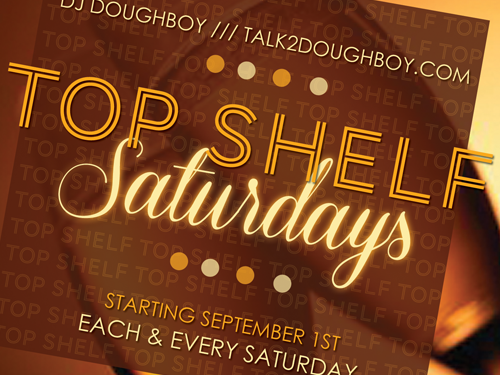 DJ DOUGHBOY /// TALK2DOUGHBOY.COM
TOP SHELF
Saturdays
STARTING SEPTEMBER 1ST
EACH & EVERY SATURDAY